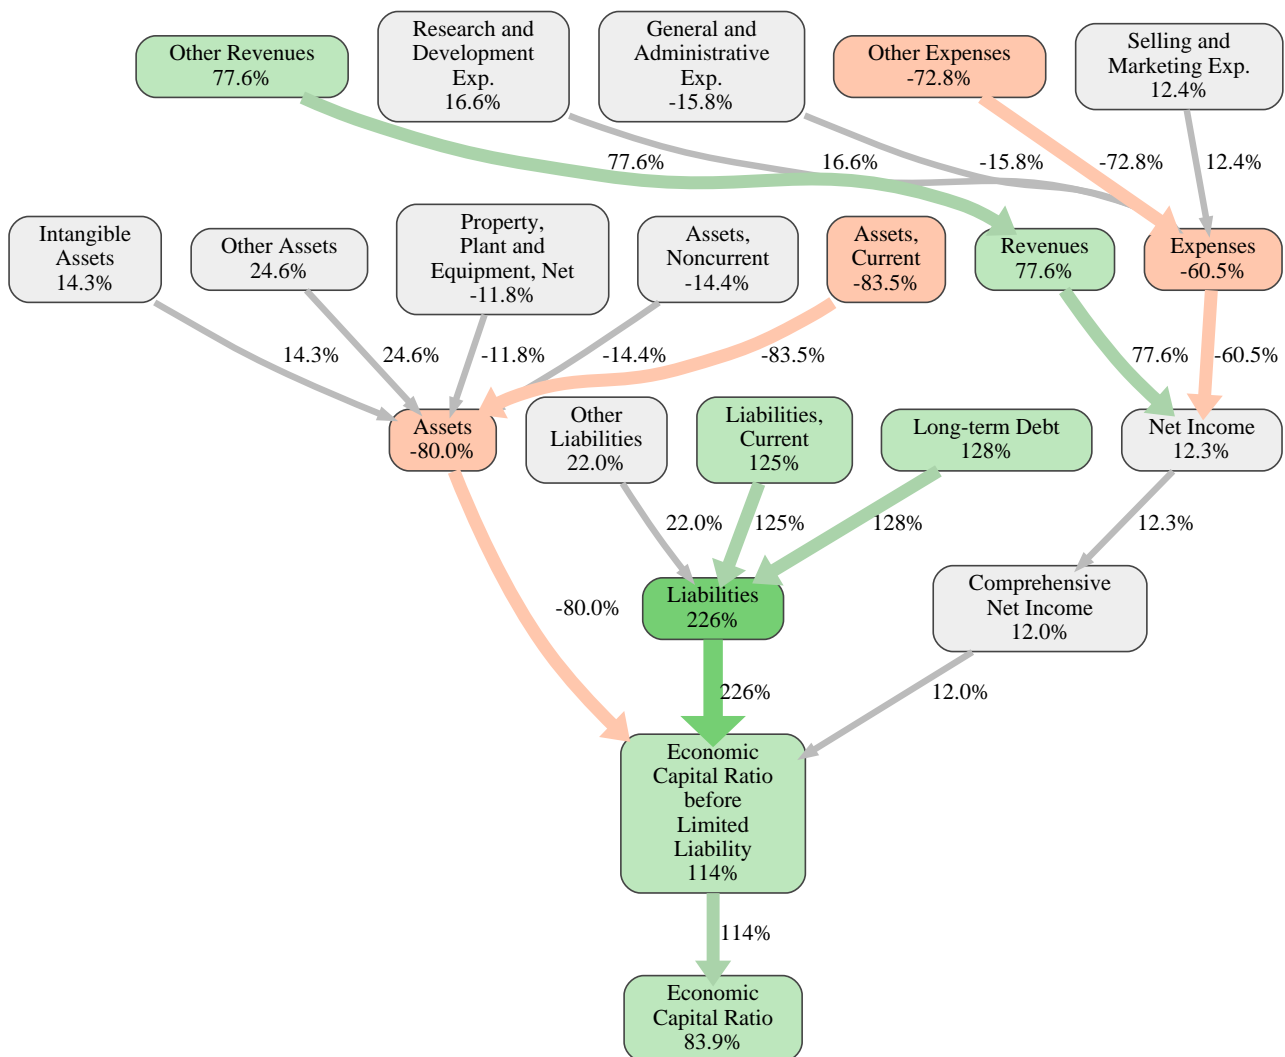 Other Revenues
77.6%
Research and
Development
Exp.
16.6%
General and
Administrative
Exp.
-15.8%
Other Expenses
-72.8%
Selling and
Marketing Exp.
12.4%
77.6%
16.6%
-15.8%
-72.8%
12.4%
Intangible
Assets
14.3%
Other Assets
24.6%
Property,
Plant and
Equipment, Net
-11.8%
Assets,
Noncurrent
-14.4%
Assets,
Current
-83.5%
Revenues
77.6%
Expenses
-60.5%
14.3%
24.6%
-11.8%
-14.4%
-83.5%
77.6%
-60.5%
Assets
-80.0%
Other
Liabilities
22.0%
Liabilities,
Current
125%
Long-term Debt
128%
Net Income
12.3%
22.0%
125%
128%
12.3%
-80.0%
Liabilities
226%
Comprehensive
Net Income
12.0%
226%
12.0%
Economic
Capital Ratio
before
Limited
Liability
114%
114%
Economic
Capital Ratio
83.9%